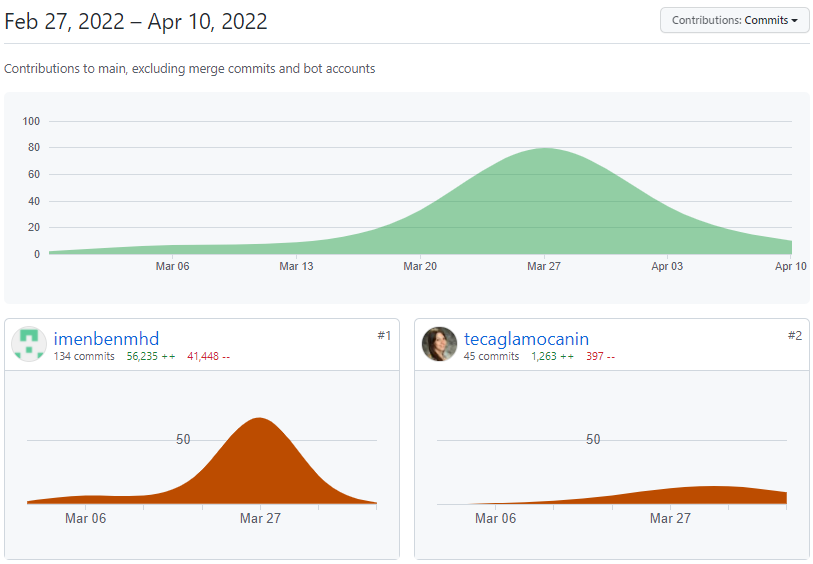 Feb 27, 2022 – Apr 10, 2022
Contributions: Commits
Contributions to main, excluding merge commits and bot accounts
100
80
60
40
20
0
Mar 06 Mar 13 Mar 20 Mar 27 Apr 03 Apr 10
imenbenmhd #1
134 commits 56,235 ++ 41,448 --
50
Mar 06 Mar 27
tecaglamocanin #2
45 commits 1,263 ++ 397 --
50
Mar 06 Mar 27